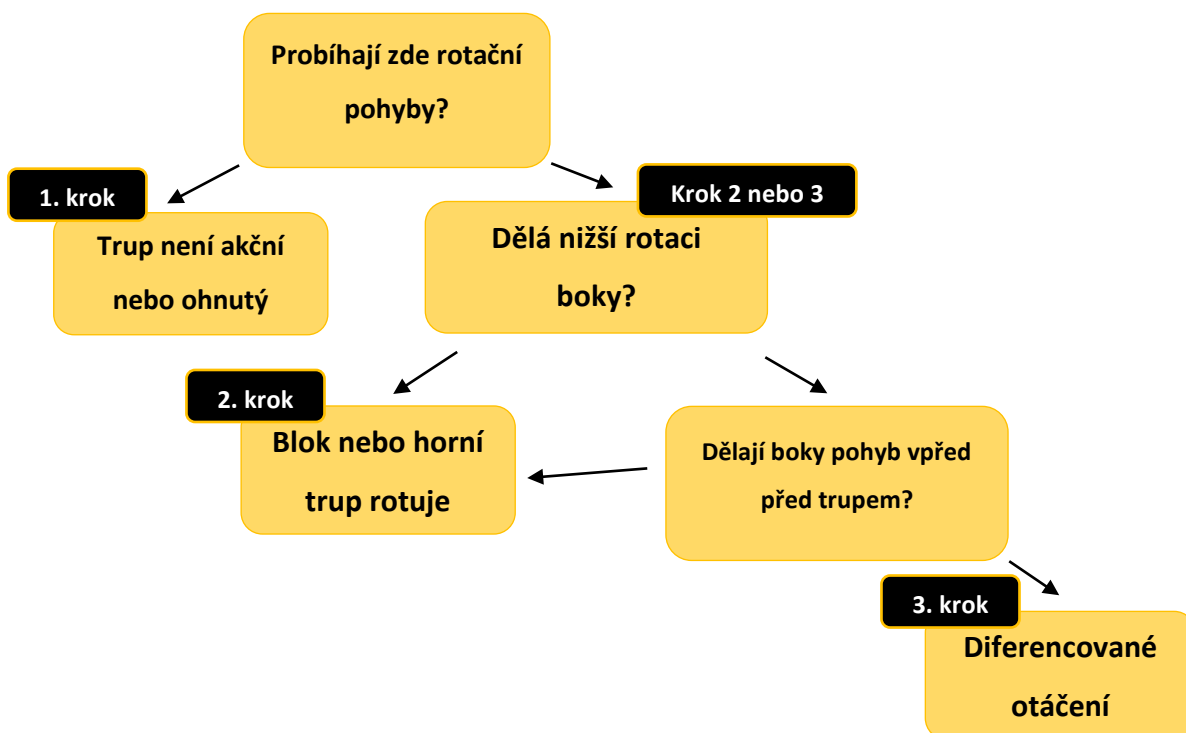 Probíhají zde rotační
pohyby?
1. krok
Trup není akční
nebo ohnutý
Krok 2 nebo 3
Dělá nižší rotaci
boky?
2. krok
Blok nebo horní
trup rotuje
Dělají boky pohyb vpřed
před trupem?
3. krok
Diferencované
otáčení